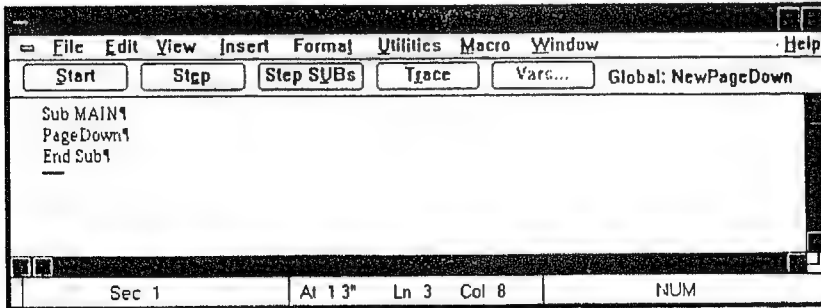 File Edit View Insert Format Utilities Macro Window Help
Start Step Step SUBs Trace Vars... Global: NewPageDown
Sub MAIN¶
PageDown¶
End Sub¶
Sec 1 At 1 3" Ln 3 Col 8 NUM